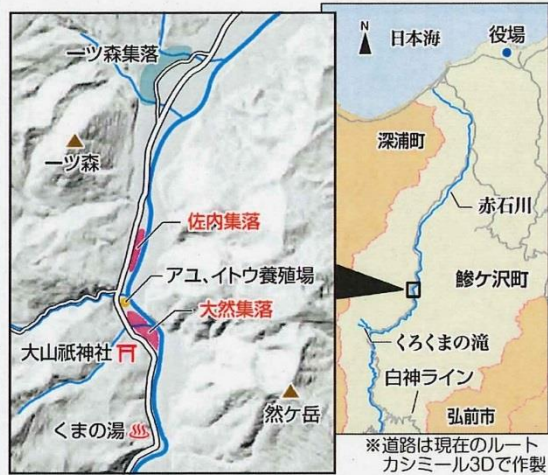 一ツ森集落
一ツ森
佐内集落
アユ、イトウ養殖場
大然集落
大山祇神社
然ケ岳
くまの湯
N
日本海
役場
深浦町
赤石川
鰺ケ沢町
くろくまの滝
白神ライン
弘前市
※道路は現在のルート
カシミール3Dで作製